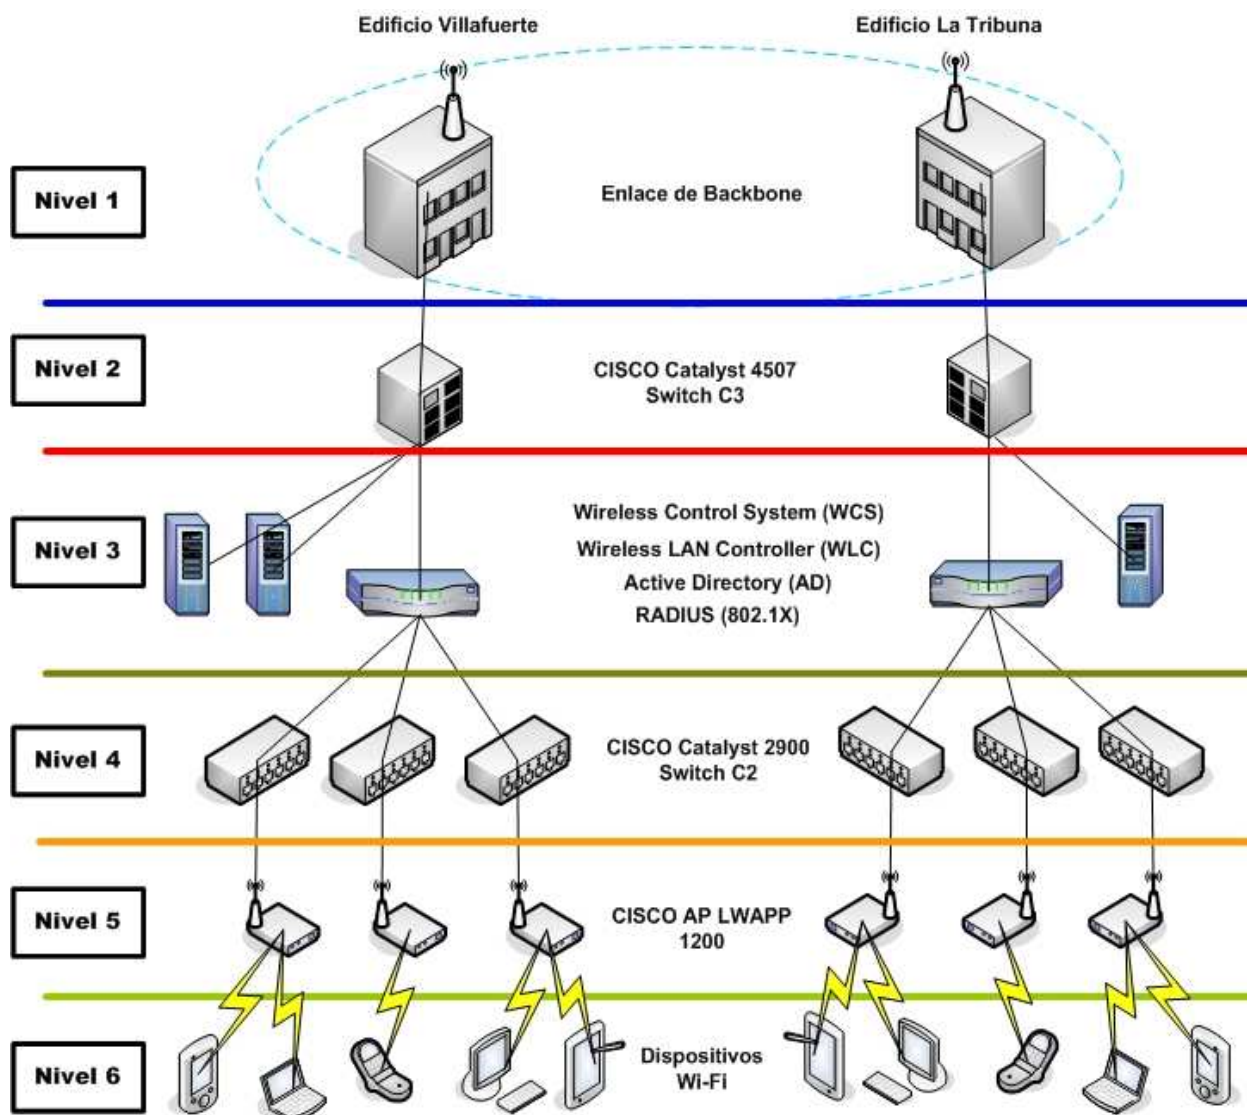 Edificio Villafuerte
Edificio La Tribuna
Nivel 1
Enlace de Backbone
Nivel 2
CISCO Catalyst 4507
Switch C3
Nivel 3
Wireless Control System (WCS)
Wireless LAN Controller (WLC)
Active Directory (AD)
RADIUS (802.1X)
Nivel 4
CISCO Catalyst 2900
Switch C2
Nivel 5
CISCO AP LWAPP
1200
Nivel 6
Dispositivos
Wi-Fi